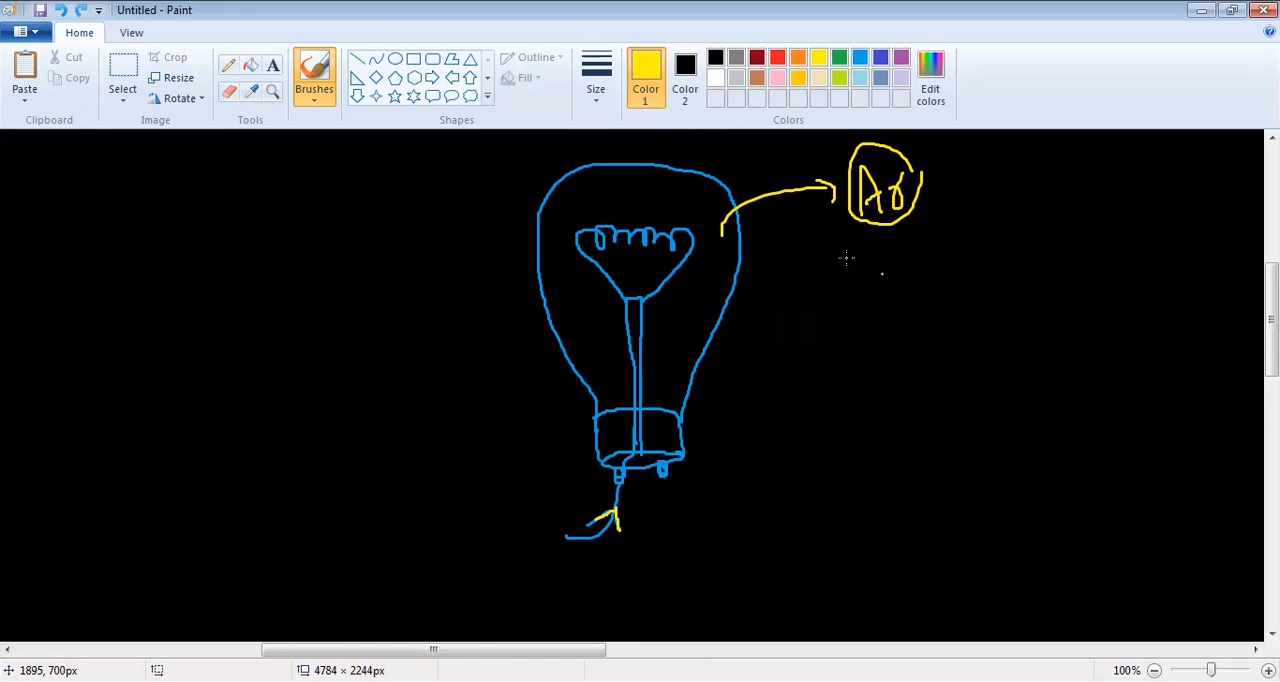 Untitled - Paint
Home
View
Paste
Cut
Copy
Clipboard
Select
Crop
Resize
Rotate
Image
A
Tools
Brushes
Shapes
Outline
Fill
Size
Color 1
Color 2
Edit colors
Colors
Ar
1895, 700px
4784 × 2244px
100%